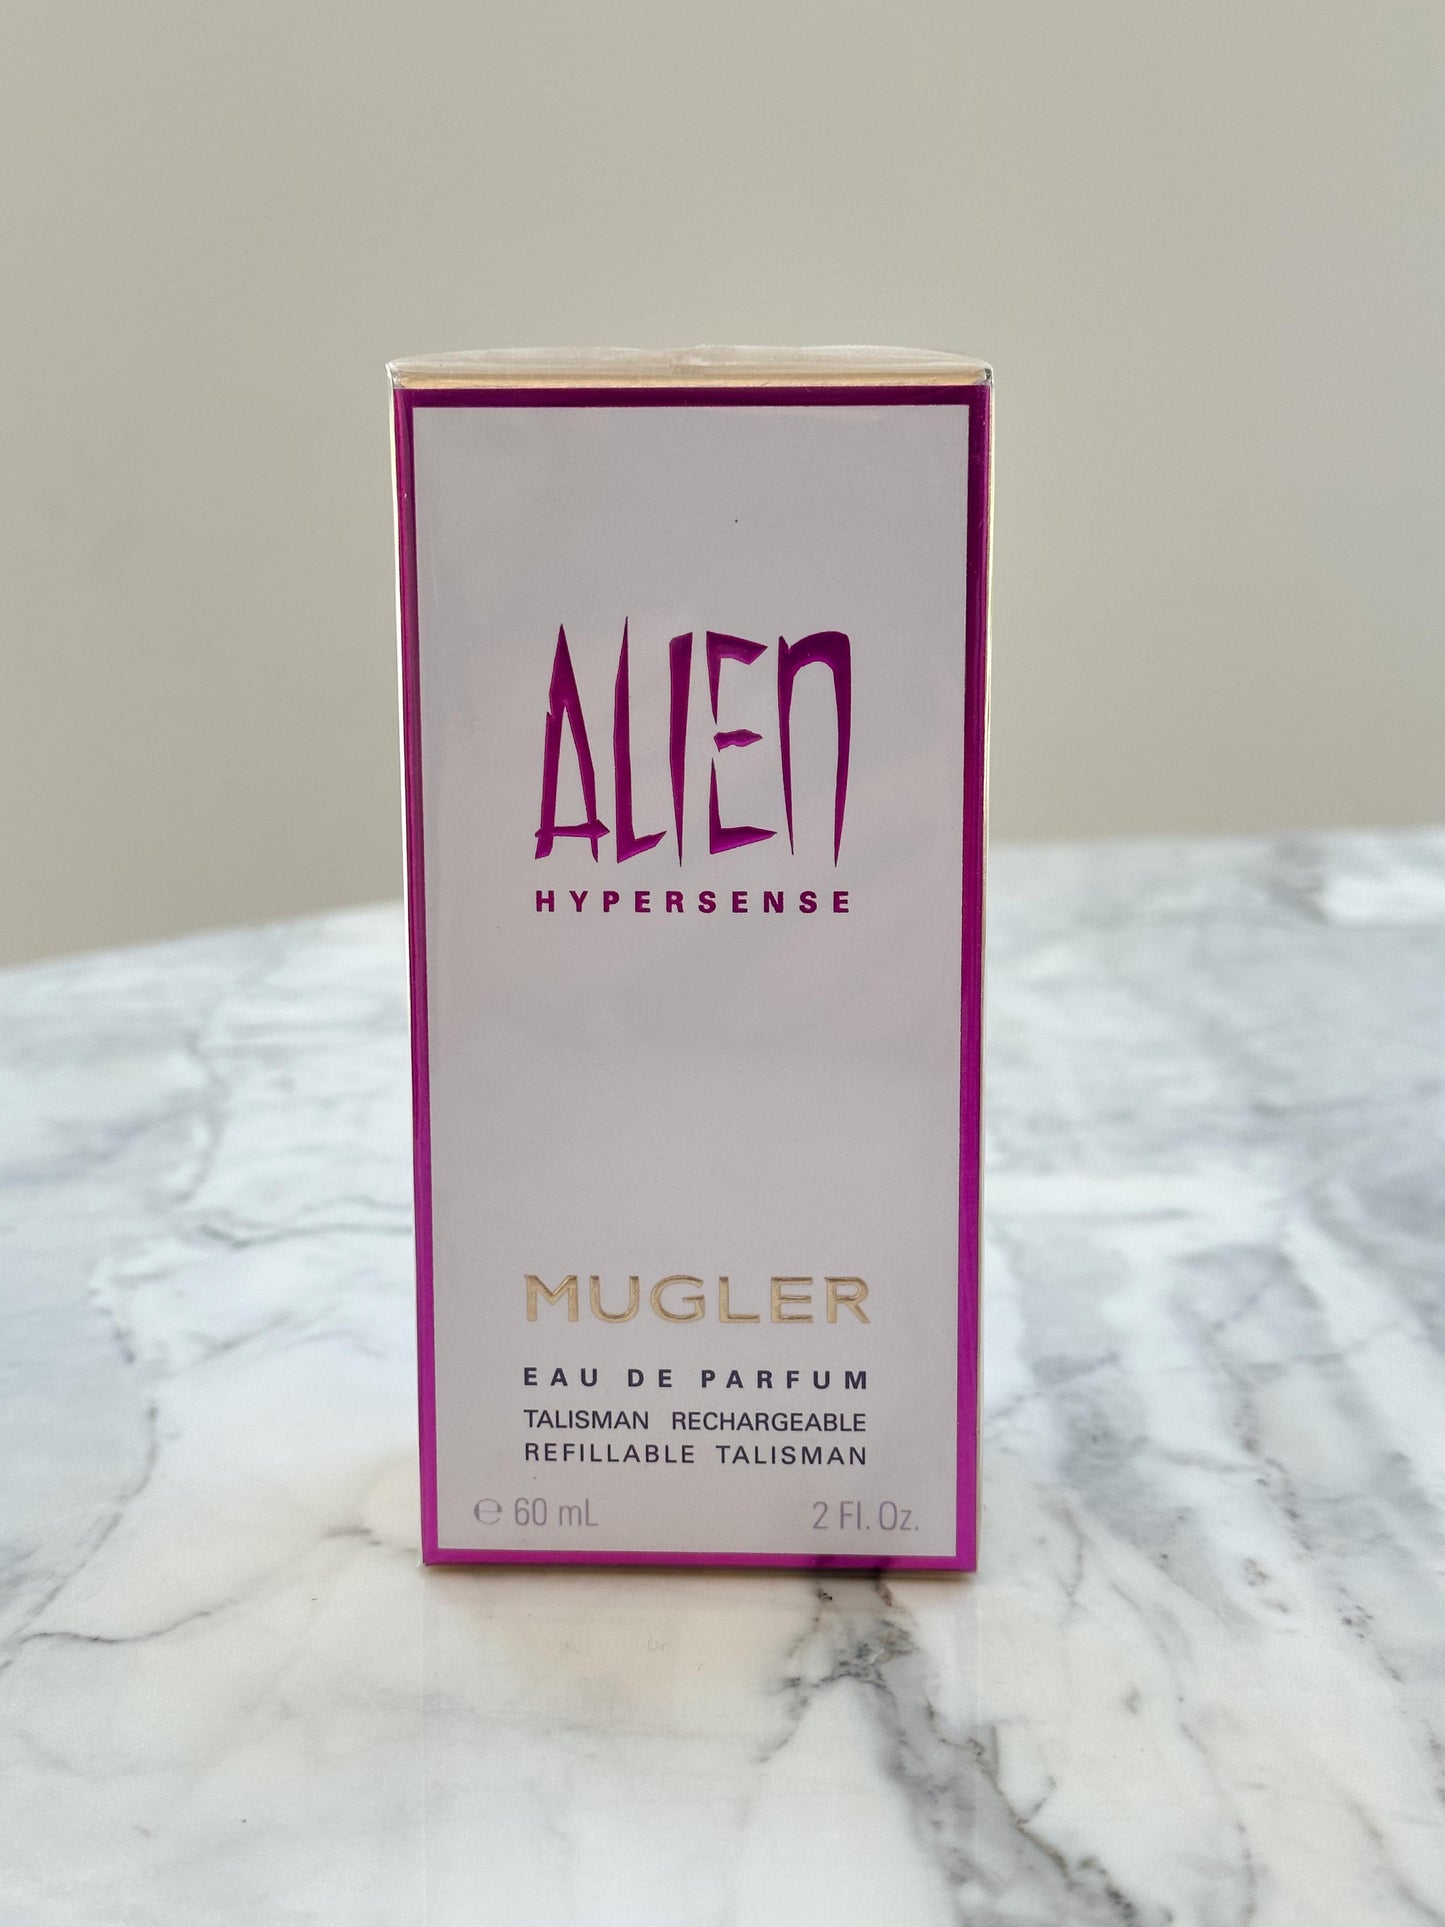 ALIEN
HYPERSENSE
MUGLER
EAU DE PARFUM
TALISMAN RECHARGEABLE
REFILLABLE TALISMAN
℮ 60 mL 2 Fl. Oz.